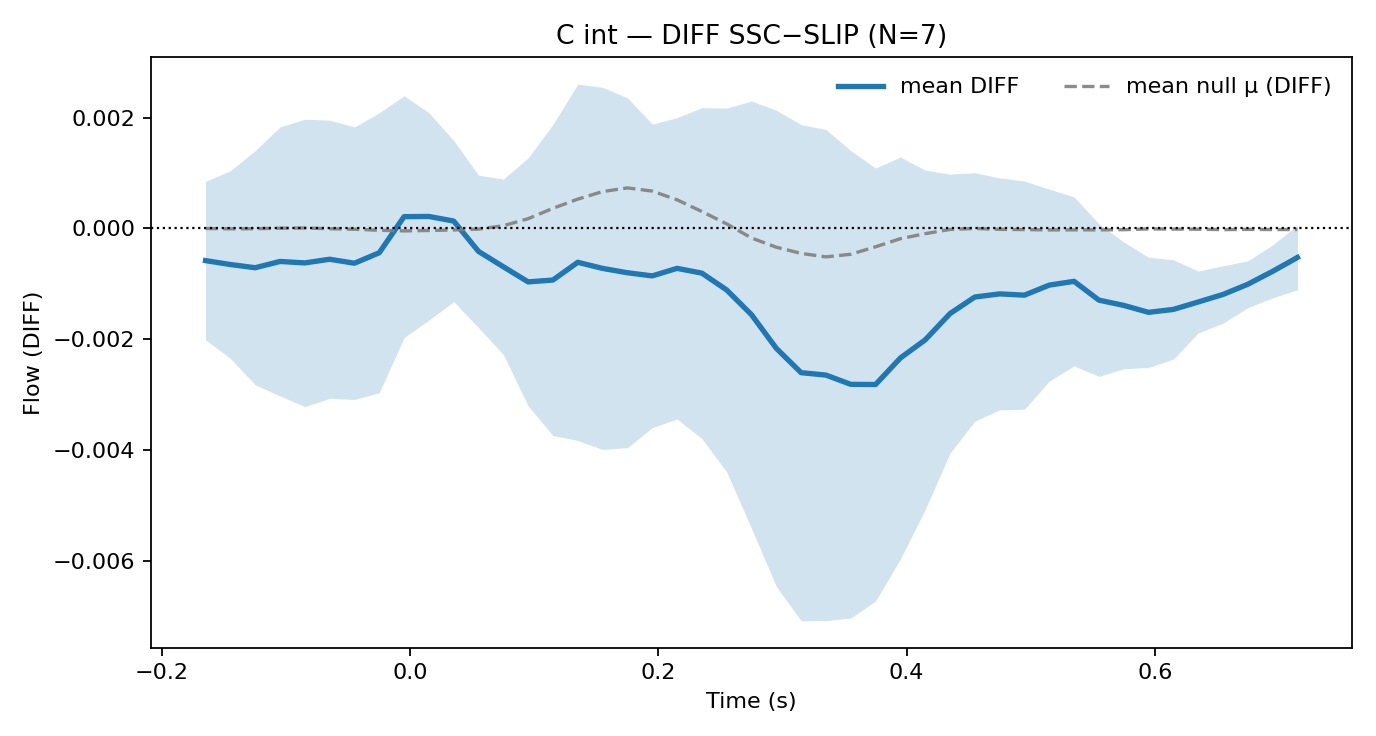 C int — DIFF SSC−SLIP (N=7)
mean DIFF
mean null μ (DIFF)
Flow (DIFF)
0.002
0.000
−0.002
−0.004
−0.006
−0.2
0.0
0.2
0.4
0.6
Time (s)